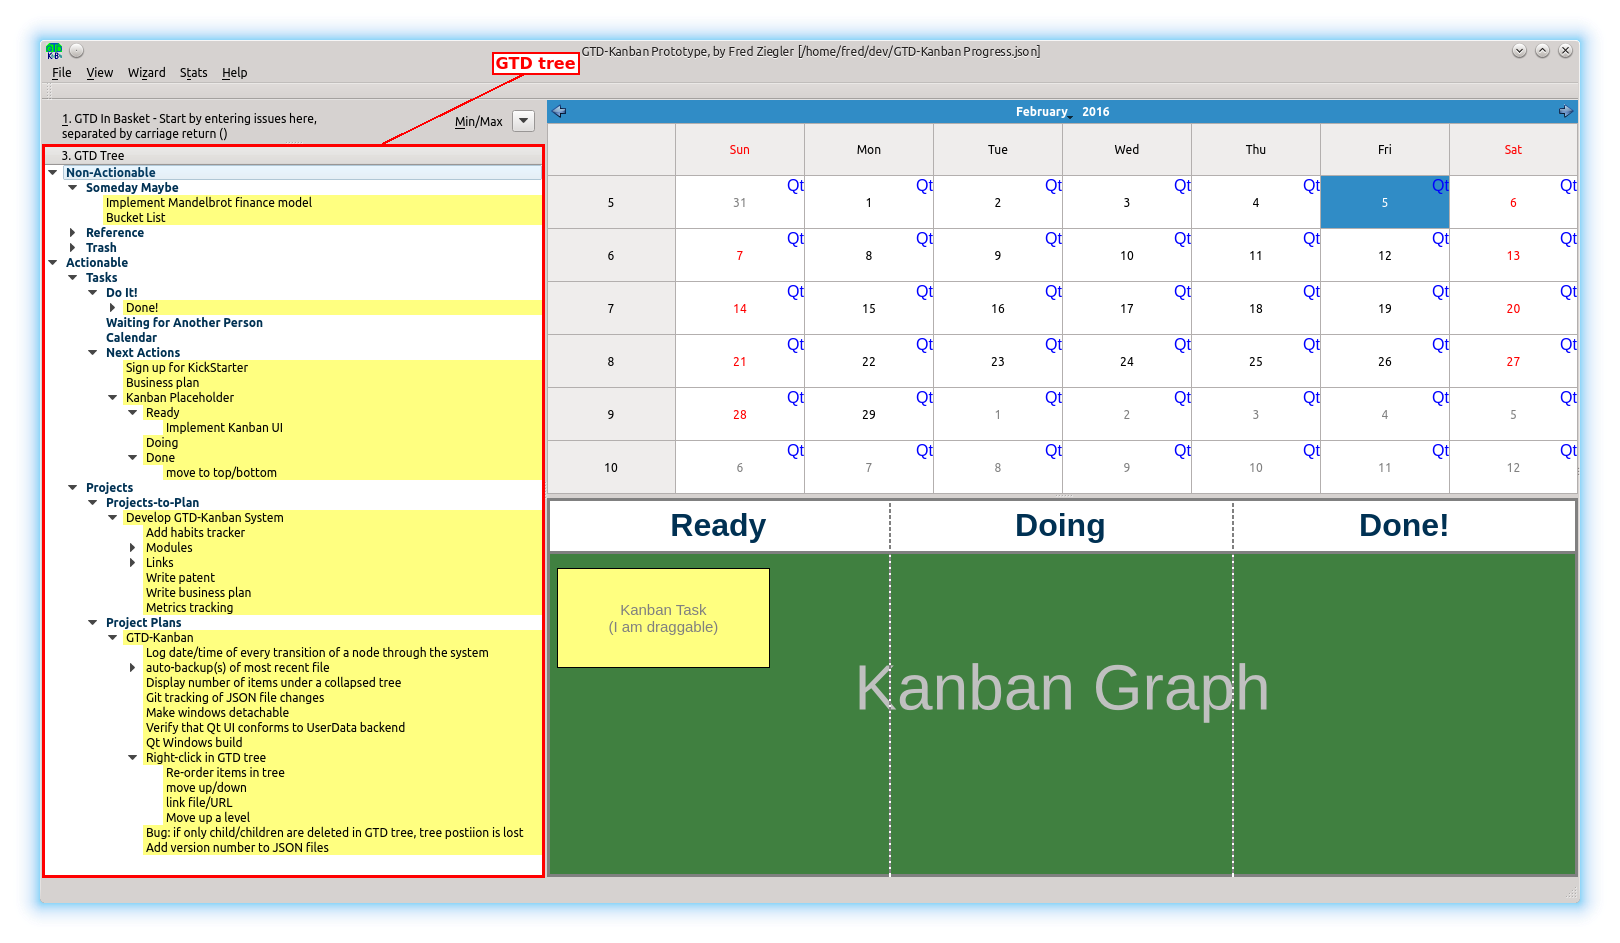 GTD-Kanban Prototype, by Fred Ziegler [/home/fred/dev/GTD-Kanban Progress.json]
File View Wizard Stats Help
GTD tree
1. GTD In Basket - Start by entering issues here,
separated by carriage return ()
Min/Max
3. GTD Tree
Non-Actionable
Someday Maybe
Implement Mandelbrot finance model
Bucket List
Reference
Trash
Actionable
Tasks
Do It!
Done!
Waiting for Another Person
Calendar
Next Actions
Sign up for KickStarter
Business plan
Kanban Placeholder
Ready
Implement Kanban UI
Doing
Done
move to top/bottom
Projects
Projects-to-Plan
Develop GTD-Kanban System
Add habits tracker
Modules
Links
Write patent
Write business plan
Metrics tracking
Project Plans
GTD-Kanban
Log date/time of every transition of a node through the system
auto-backup(s) of most recent file
Display number of items under a collapsed tree
Git tracking of JSON file changes
Make windows detachable
Verify that Qt UI conforms to UserData backend
Qt Windows build
Right-click in GTD tree
Re-order items in tree
move up/down
link file/URL
Move up a level
Bug: if only child/children are deleted in GTD tree, tree postiion is lost
Add version number to JSON files
February 2016
Sun Mon Tue Wed Thu Fri Sat
Qt Qt Qt Qt Qt Qt Qt
5 31 1 2 3 4 5 6
Qt Qt Qt Qt Qt Qt Qt
6 7 8 9 10 11 12 13
Qt Qt Qt Qt Qt Qt Qt
7 14 15 16 17 18 19 20
Qt Qt Qt Qt Qt Qt Qt
8 21 22 23 24 25 26 27
Qt Qt Qt Qt Qt Qt Qt
9 28 29 1 2 3 4 5
Qt Qt Qt Qt Qt Qt Qt
10 6 7 8 9 10 11 12
Ready Doing Done!
Kanban Task
(I am draggable)
Kanban Graph